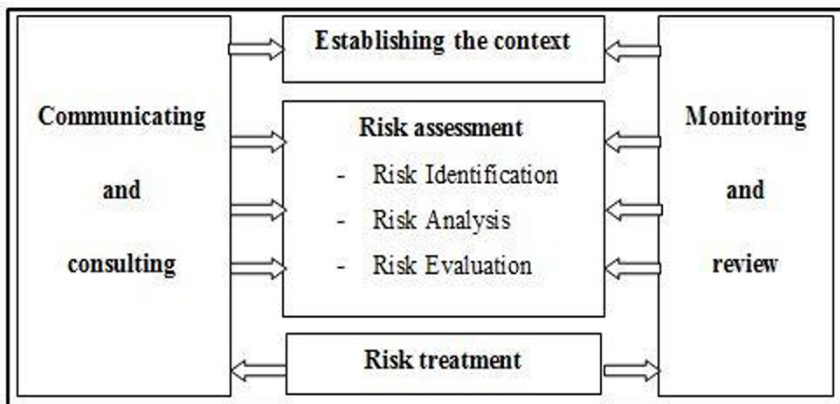 Communicating
and
consulting
Establishing the context
Risk assessment
- Risk Identification
- Risk Analysis
- Risk Evaluation
Risk treatment
Monitoring
and
review